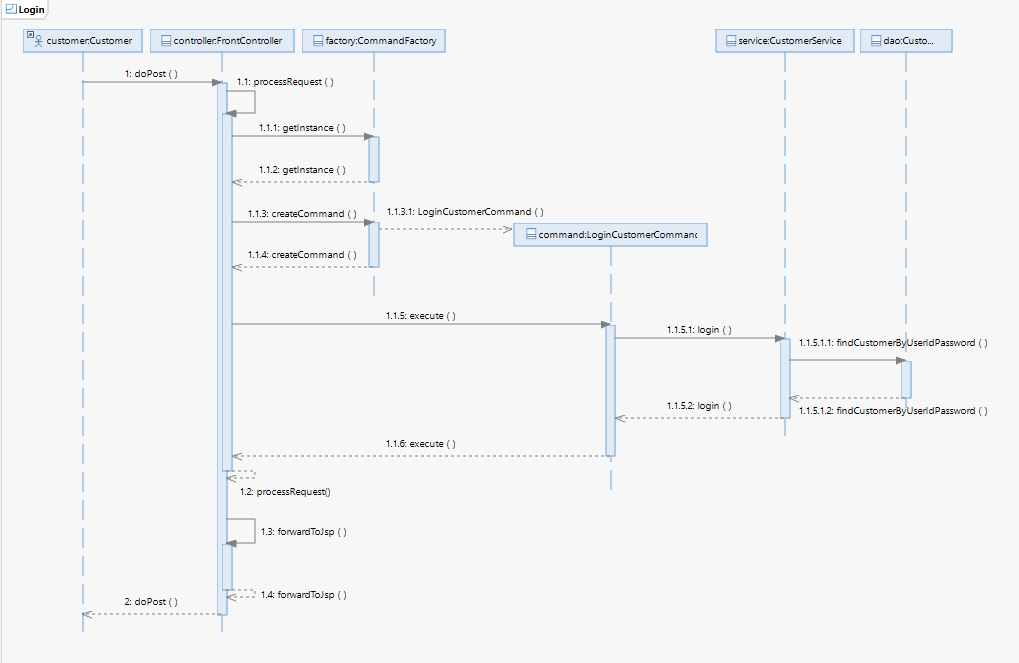 Login
customer:Customer
controller:FrontController
factory:CommandFactory
service:CustomerService
dao:Custo...
1: doPost ( )
1.1: processRequest ( )
1.1.1: getInstance ( )
1.1.2: getInstance ( )
1.1.3: createCommand ( )
1.1.3.1: LoginCustomerCommand ( )
command:LoginCustomerCommand
1.1.4: createCommand ( )
1.1.5: execute ( )
1.1.5.1: login ( )
1.1.5.1.1: findCustomerByUserIdPassword ( )
1.1.5.2: login ( )
1.1.5.1.2: findCustomerByUserIdPassword ( )
1.1.6: execute ( )
1.2: processRequest()
1.3: forwardToJsp ( )
1.4: forwardToJsp ( )
2: doPost ( )